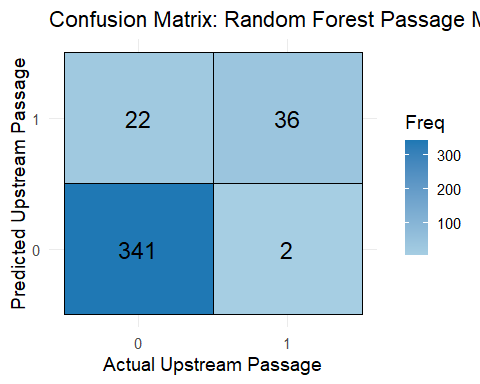 Confusion Matrix: Random Forest Passage
Predicted Upstream Passage
1
0
22 36
341 2
0 1
Actual Upstream Passage
Freq
300
200
100